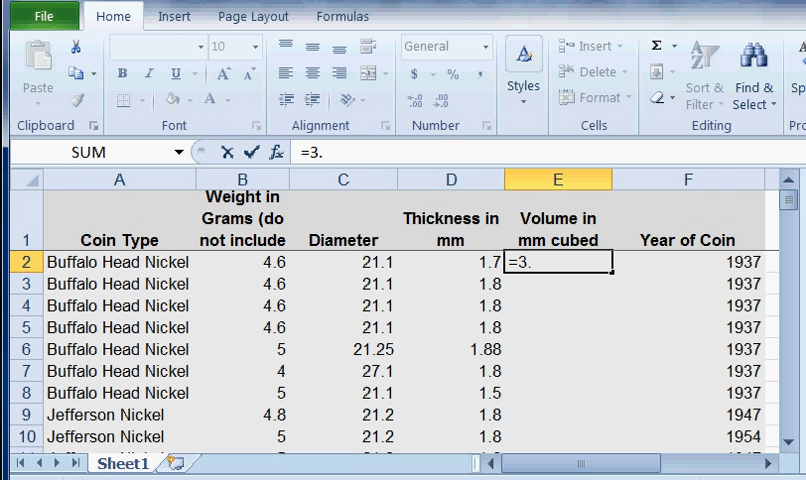 File Home Insert Page Layout Formulas
10 General Insert
B I U A A $ % , Delete
Paste A .00 .00 Styles Format Sort & Filter Find & Select Sp
Clipboard Font Alignment Number Cells Editing Pro
SUM fx =3.
A B C D E F
1 Coin Type Weight in Grams (do not include Diameter Thickness in mm Volume in mm cubed Year of Coin
2 Buffalo Head Nickel 4.6 21.1 1.7 =3. 1937
3 Buffalo Head Nickel 4.6 21.1 1.8 1937
4 Buffalo Head Nickel 4.6 21.1 1.8 1937
5 Buffalo Head Nickel 4.6 21.1 1.8 1937
6 Buffalo Head Nickel 5 21.25 1.88 1937
7 Buffalo Head Nickel 4 27.1 1.8 1937
8 Buffalo Head Nickel 5 21.1 1.5 1937
9 Jefferson Nickel 4.8 21.2 1.8 1947
10 Jefferson Nickel 5 21.2 1.8 1954
Sheet1